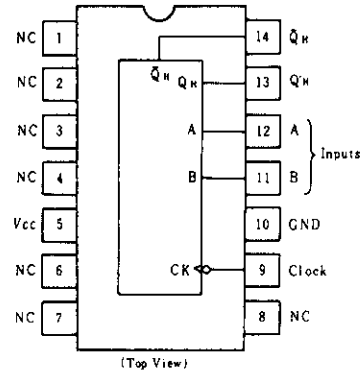 NC 1 14 Q̄H
Q̄H
NC 2 QH 13 QH
NC 3 A 12 A
Inputs
NC 4 B 11 B
Vcc 5 10 GND
NC 6 CK 9 Clock
NC 7 8 NC
(Top View)